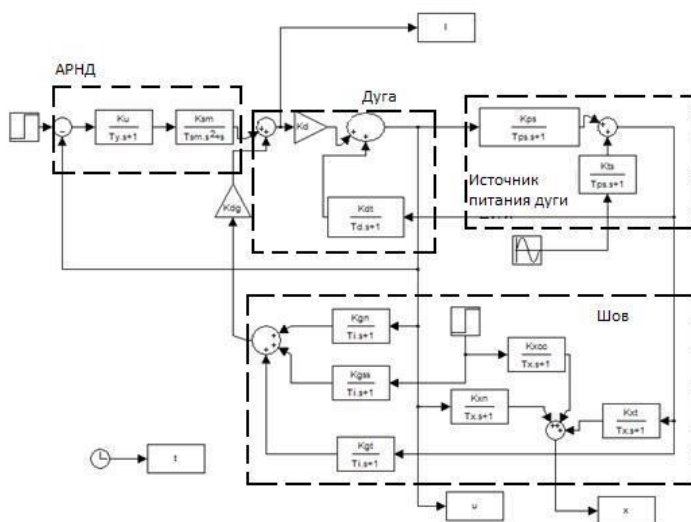 l
АРНД
Дуга
Ku
Ty.s+1
Ksm
Tsm.s²+s
Kd
Kps
Tps.s+1
Kts
Tps.s+1
Источник
питания дуги
Kdg
Kdt
Td.s+1
Шов
Kgn
Ti.s+1
Kxoo
Tx.s+1
Kgss
Ti.s+1
Kxn
Tx.s+1
Kxt
Tx.s+1
Kgt
Ti.s+1
t
u
x